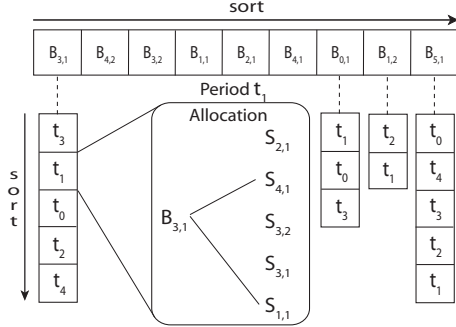 sort
B3,1 B4,2 B3,2 B1,1 B2,1 B4,1 B0,1 B1,2 B5,1
Period t1
sort
t3
t1
t0
t2
t4
Allocation
B3,1
S2,1
S4,1
S3,2
S3,1
S1,1
t1
t0
t3
t2
t1
t0
t4
t3
t2
t1